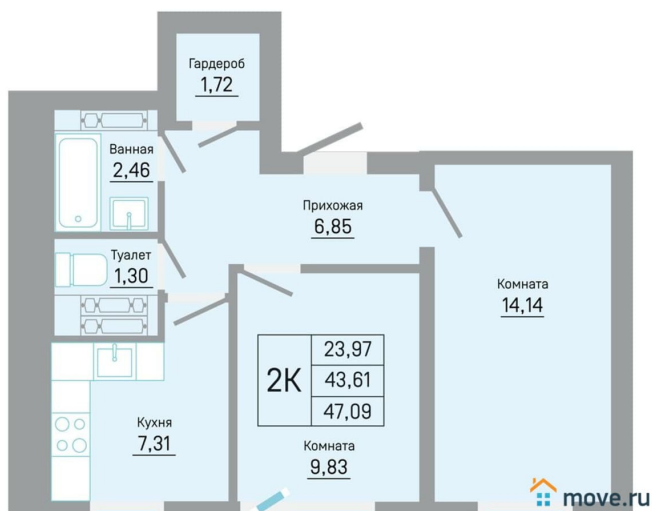 Гардероб
1,72
Ванная
2,46
Прихожая
6,85
Туалет
1,30
Комната
14,14
2К
23,97
43,61
47,09
Кухня
7,31
Комната
9,83
move.ru